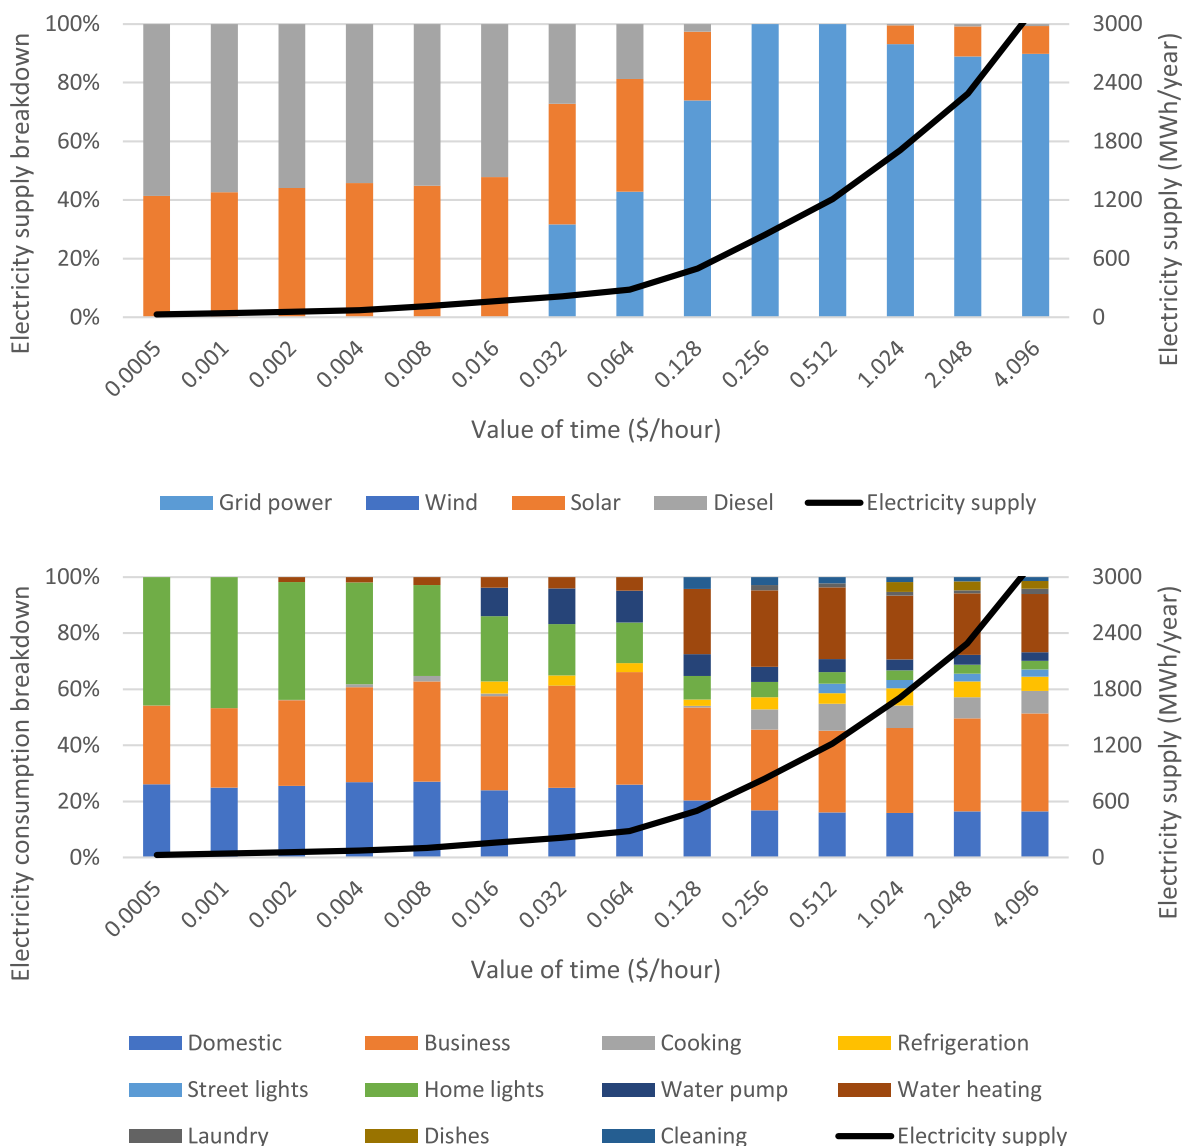 Electricity supply breakdown
100%
80%
60%
40%
20%
0%
3000
2400
1800
1200
600
0
Electricity supply (MWh/year)
0.0005 0.001 0.002 0.004 0.008 0.016 0.032 0.064 0.128 0.256 0.512 1.024 2.048 4.096
Value of time ($/hour)
Grid power Wind Solar Diesel Electricity supply
Electricity consumption breakdown
100%
80%
60%
40%
20%
0%
3000
2400
1800
1200
600
0
Electricity supply (MWh/year)
0.0005 0.001 0.002 0.004 0.008 0.016 0.032 0.064 0.128 0.256 0.512 1.024 2.048 4.096
Value of time ($/hour)
Domestic Business Cooking Refrigeration
Street lights Home lights Water pump Water heating
Laundry Dishes Cleaning Electricity supply